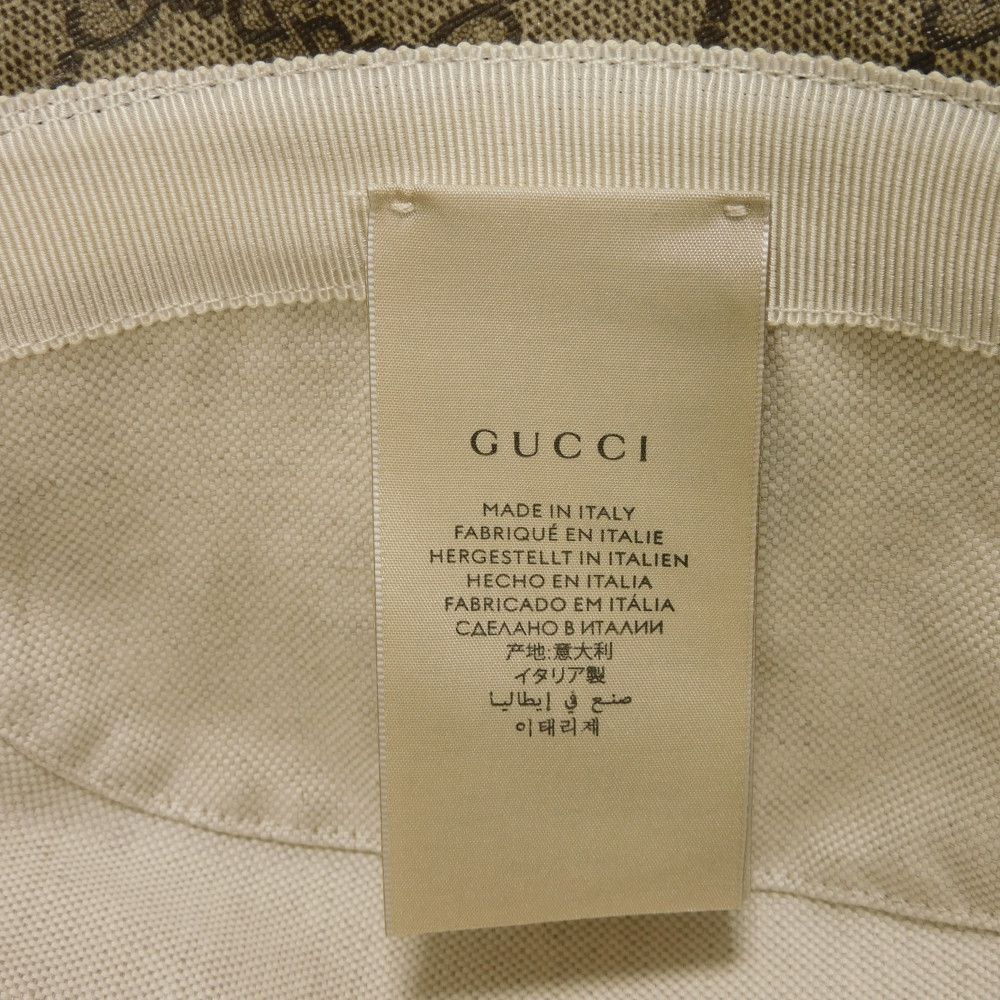 GUCCI
MADE IN ITALY
FABRIQUÉ EN ITALIE
HERGESTELLT IN ITALIEN
HECHO EN ITALIA
FABRICADO EM ITÁLIA
СДЕЛАНО В ИТАЛИИ
产地:意大利
イタリア製
صنع في إيطاليا
이태리제